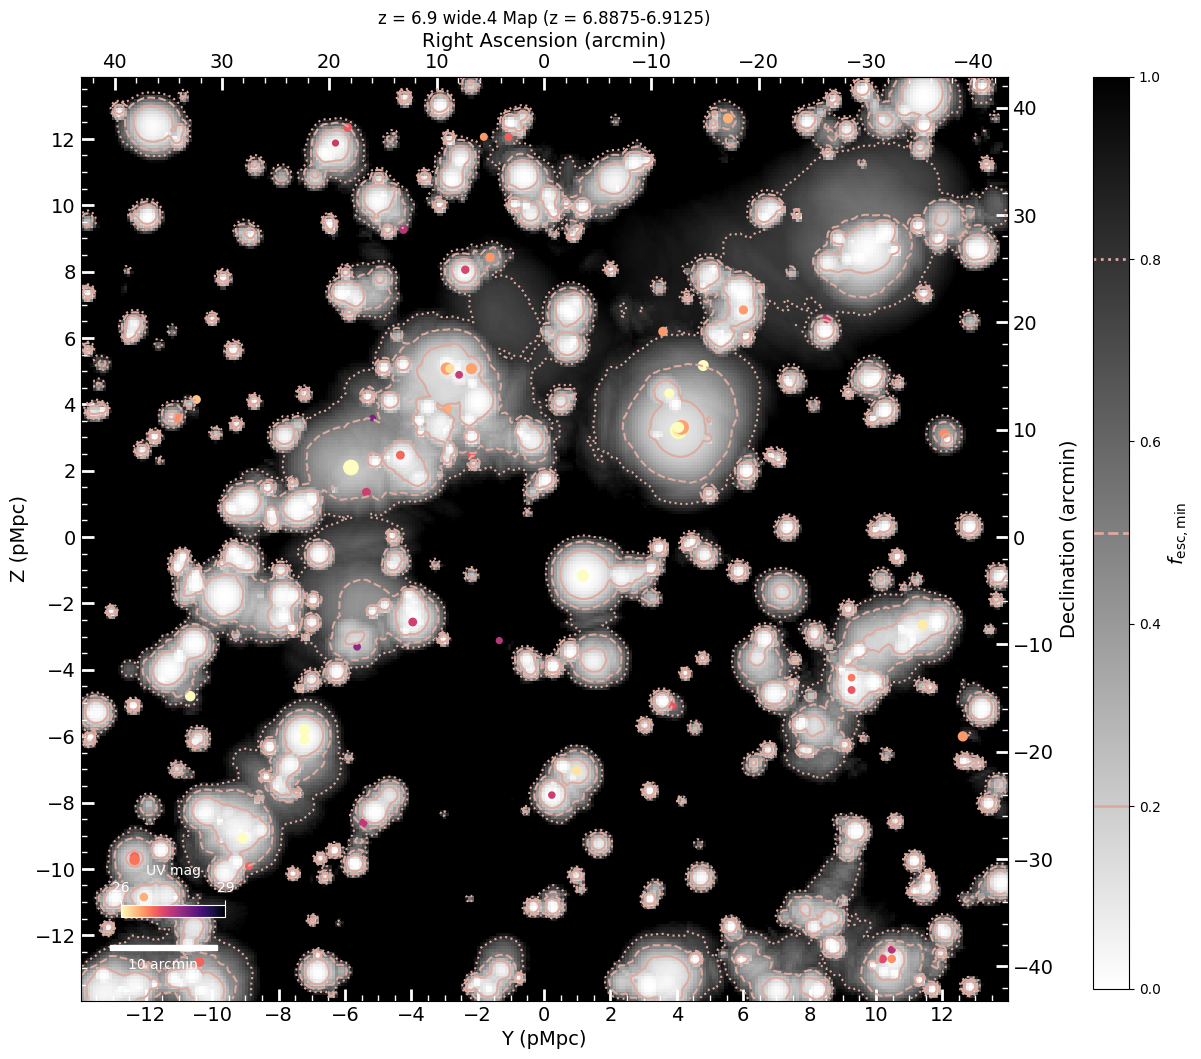 z = 6.9 wide.4 Map (z = 6.8875-6.9125)
Right Ascension (arcmin)
40 30 20 10 0 −10 −20 −30 −40
1.0
12 10 8 6 4 2 0 −2 −4 −6 −8 −10 −12
Z (pMpc)
40 30 20 10 0 −10 −20 −30 −40
Declination (arcmin)
0.8
0.6
0.4
0.2
0.0
f_esc,min
UV mag
26 29
10 arcmin
−12 −10 −8 −6 −4 −2 0 2 4 6 8 10 12
Y (pMpc)